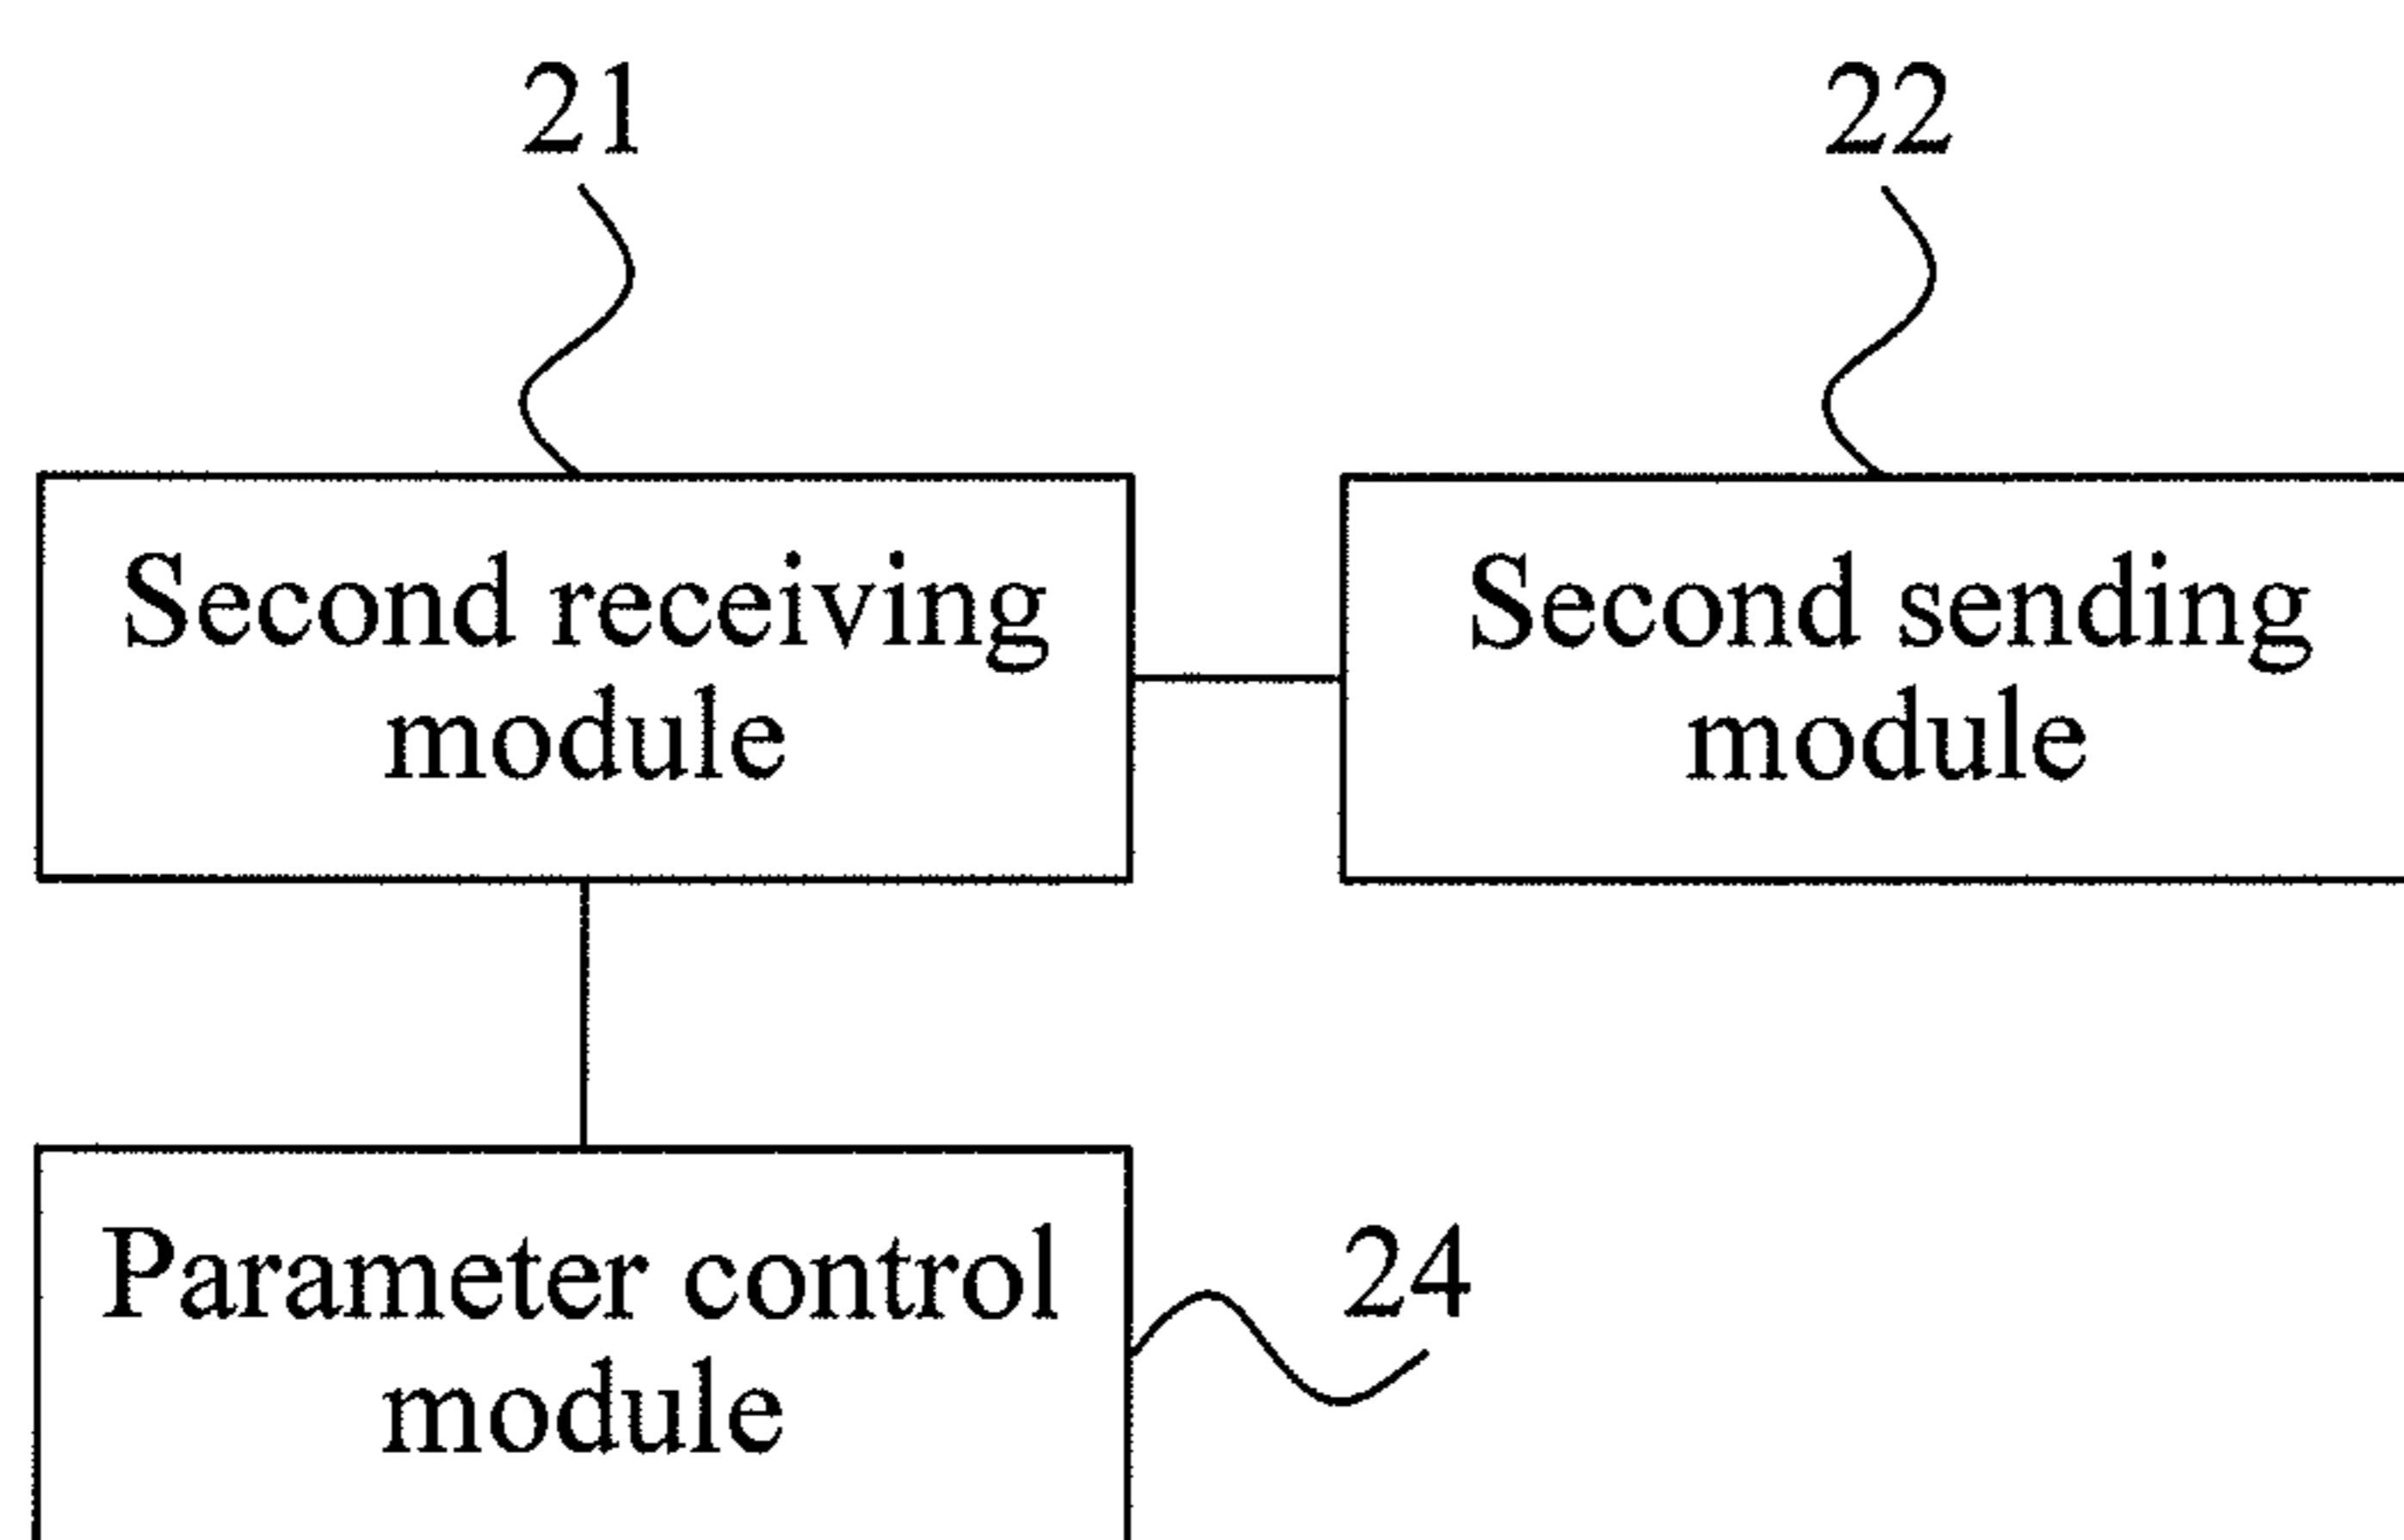 21
22
Second receiving
module
Second sending
module
Parameter control
module
24